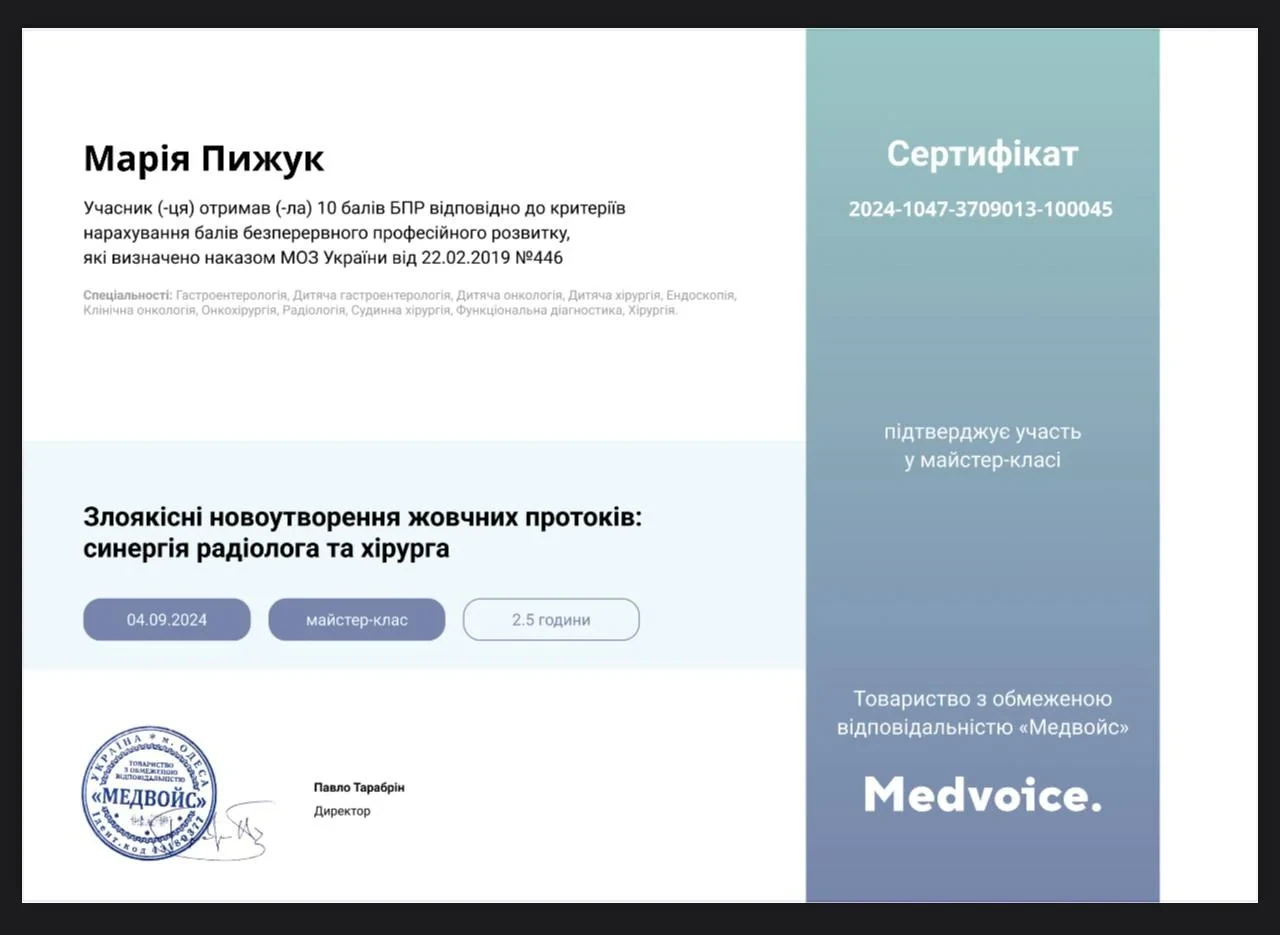 Марія Пижук
Учасник (-ця) отримав (-ла) 10 балів БПР відповідно до критеріїв
нарахування балів безперервного професійного розвитку,
які визначено наказом МОЗ України від 22.02.2019 №446
Спеціальності: Гастроентерологія, Дитяча гастроентерологія, Дитяча онкологія, Дитяча хірургія, Ендоскопія,
Клінічна онкологія, Онкохірургія, Радіологія, Судинна хірургія, Функціональна діагностика, Хірургія.
Злоякісні новоутворення жовчних протоків:
синергія радіолога та хірурга
04.09.2024
майстер-клас
2.5 години
УКРАЇНА * м. ОДЕСА
ТОВАРИСТВО
З ОБМЕЖЕНОЮ
ВІДПОВІДАЛЬНІСТЮ
«МЕДВОЙС»
Ідент. код
Павло Тарабрін
Директор
Сертифікат
2024-1047-3709013-100045
підтверджує участь
у майстер-класі
Товариство з обмеженою
відповідальністю «Медвойс»
Medvoice.